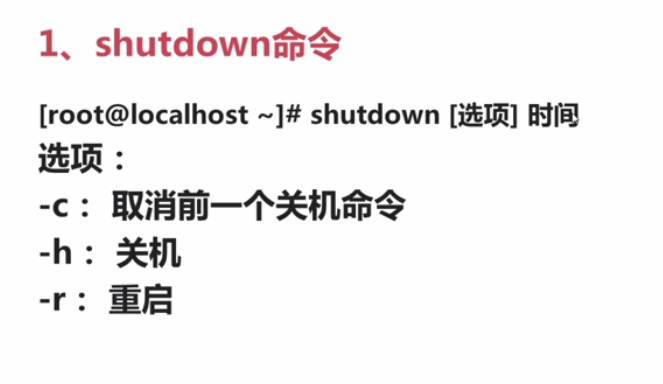 1、shutdown命令
[root@localhost ~]# shutdown [选项] 时间
选项：
-c： 取消前一个关机命令
-h： 关机
-r： 重启